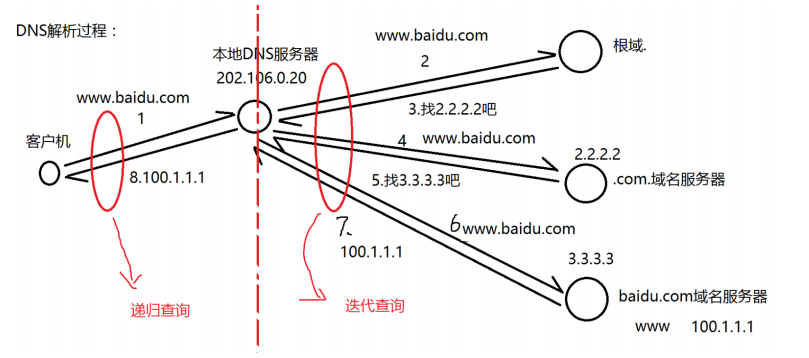 DNS解析过程：
本地DNS服务器
202.106.0.20
www.baidu.com
2
根域.
3.找2.2.2.2吧
www.baidu.com
1
客户机
8.100.1.1.1
4
www.baidu.com
2.2.2.2
.com.域名服务器
5.找3.3.3.3吧
7.
100.1.1.1
6
www.baidu.com
3.3.3.3
baidu.com域名服务器
www 100.1.1.1
递归查询
迭代查询